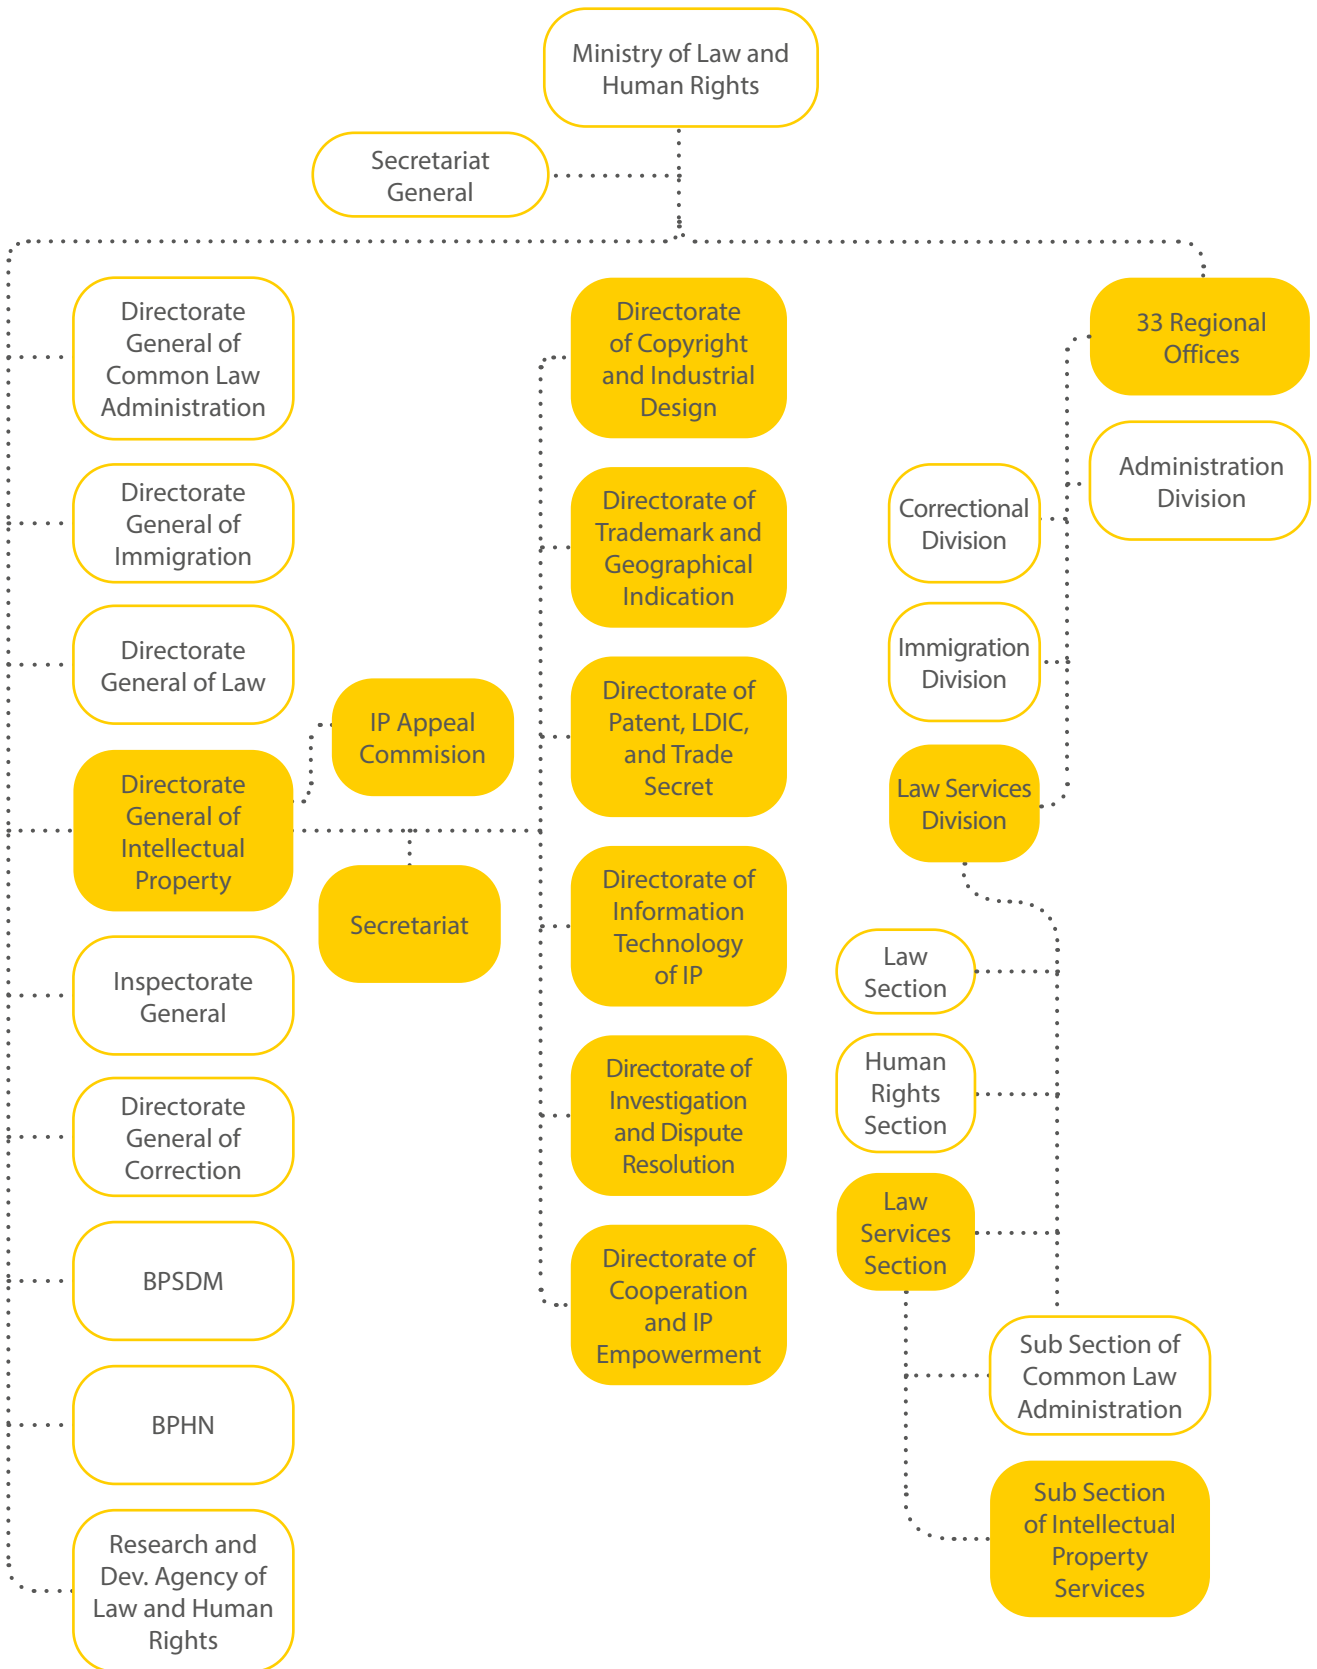 Ministry of Law and
Human Rights
Secretariat
General
Directorate
General of
Common Law
Administration
Directorate
General of
Immigration
Directorate
General of Law
Directorate
General of
Intellectual
Property
Inspectorate
General
Directorate
General of
Correction
BPSDM
BPHN
Research and
Dev. Agency of
Law and Human
Rights
IP Appeal
Commision
Secretariat
Directorate
of Copyright
and Industrial
Design
Directorate of
Trademark and
Geographical
Indication
Directorate of
Patent, LDIC,
and Trade
Secret
Directorate of
Information
Technology
of IP
Directorate of
Investigation
and Dispute
Resolution
Directorate of
Cooperation
and IP
Empowerment
33 Regional
Offices
Administration
Division
Correctional
Division
Immigration
Division
Law Services
Division
Law
Section
Human
Rights
Section
Law
Services
Section
Sub Section of
Common Law
Administration
Sub Section
of Intellectual
Property
Services